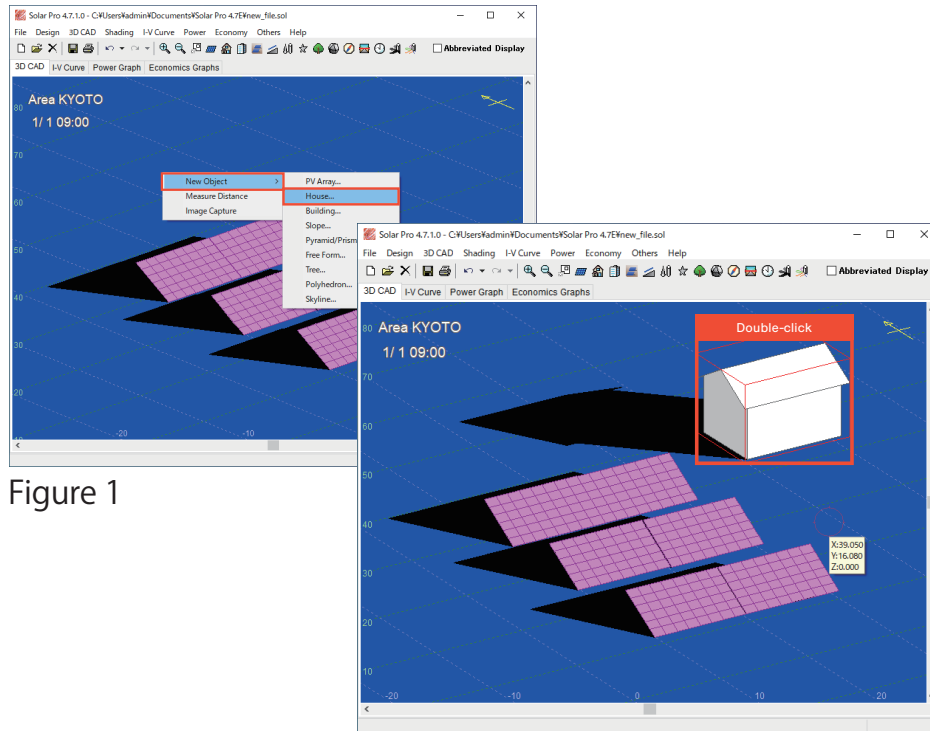 Solar Pro 4.7.1.0 - C:¥Users¥admin¥Documents¥Solar Pro 4.7E¥new_file.sol
File Design 3D CAD Shading I-V Curve Power Economy Others Help
Abbreviated Display
3D CAD I-V Curve Power Graph Economics Graphs
80
Area KYOTO
1/ 1 09:00
70
New Object
PV Array...
Measure Distance
House...
60
Image Capture
Building...
Slope...
Pyramid/Prism
50
Free Form...
Tree...
Polyhedron...
40
Skyline...
30
20
-20
-10
Figure 1
Solar Pro 4.7.1.0 - C:¥Users¥admin¥Documents¥Solar Pro 4.7E¥new_file.sol
File Design 3D CAD Shading I-V Curve Power Economy Others Help
Abbreviated Display
3D CAD I-V Curve Power Graph Economics Graphs
80
Area KYOTO
Double-click
1/ 1 09:00
70
60
50
40
X:39.050
Y:16.080
Z:0.000
30
20
10
-20
-10
0
10
20